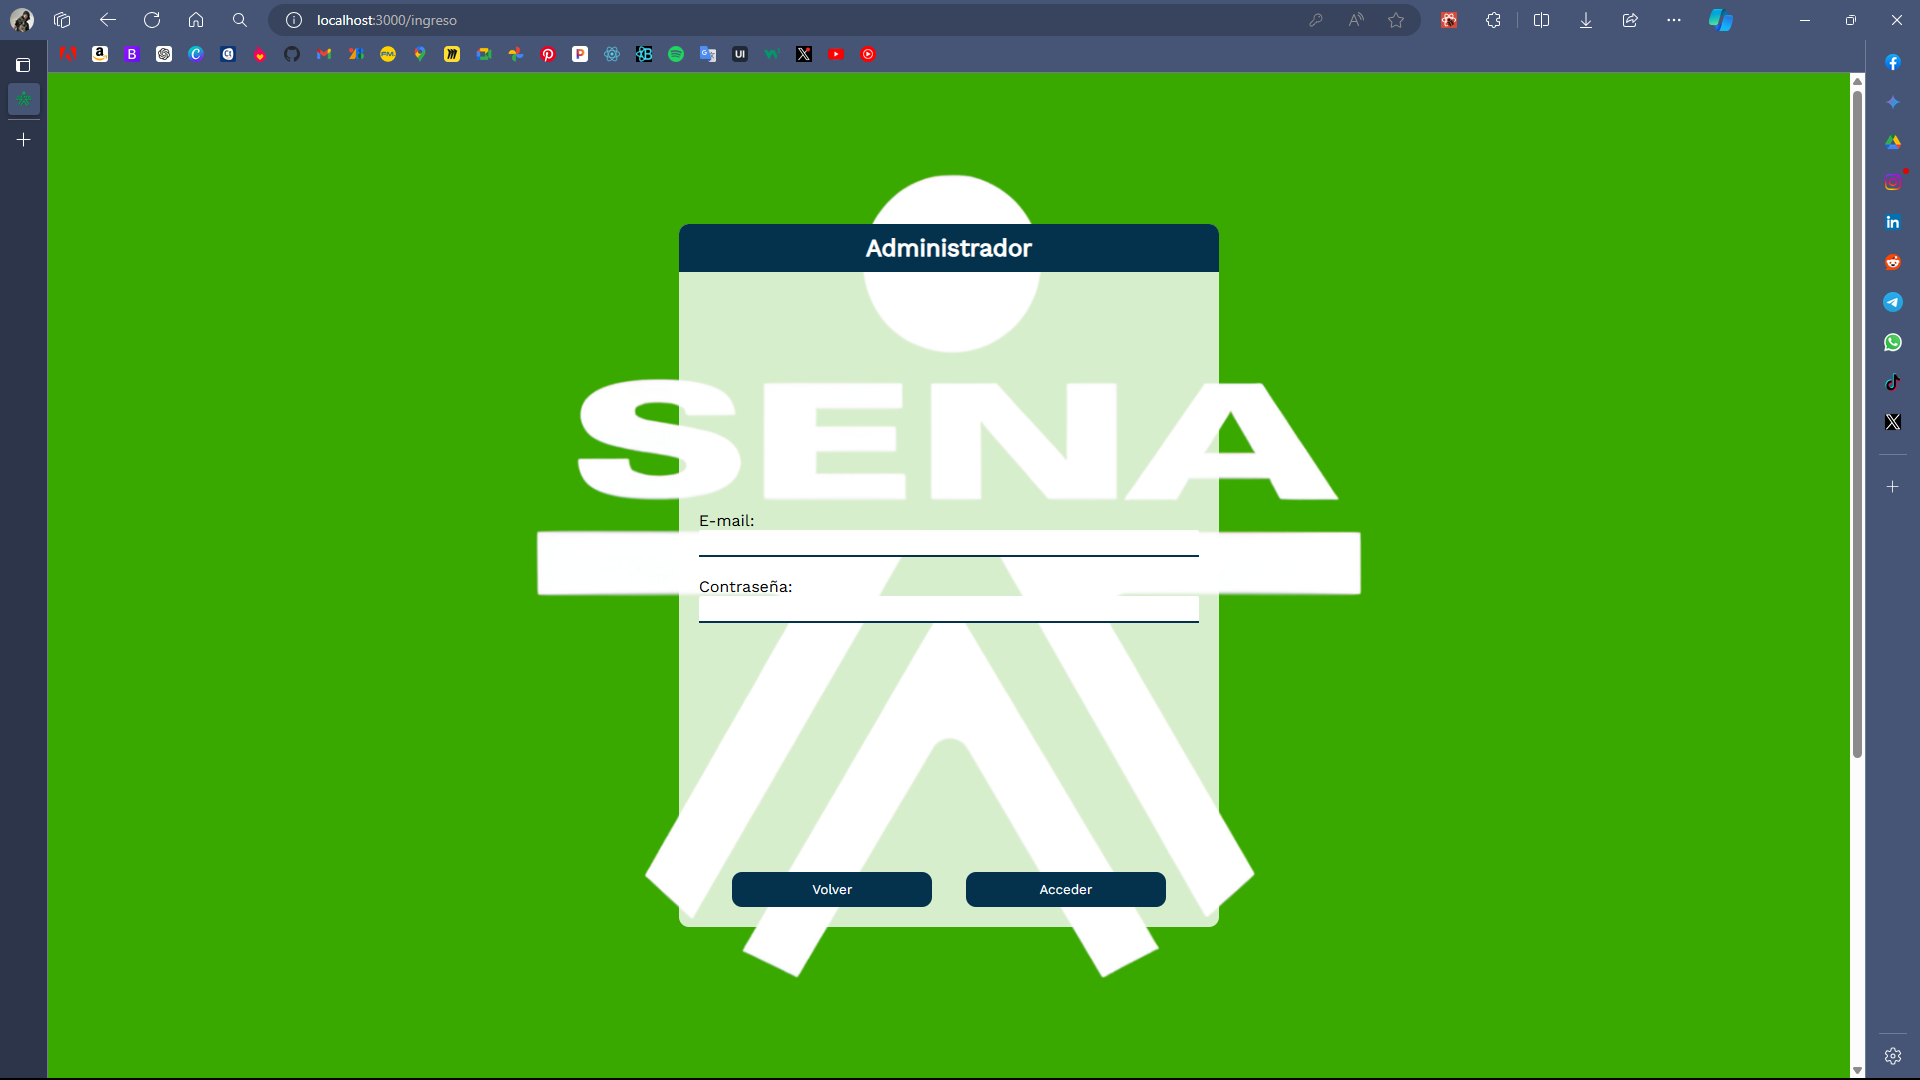 localhost:3000/ingreso
Administrador
SENA
E-mail:
Contraseña:
Volver
Acceder